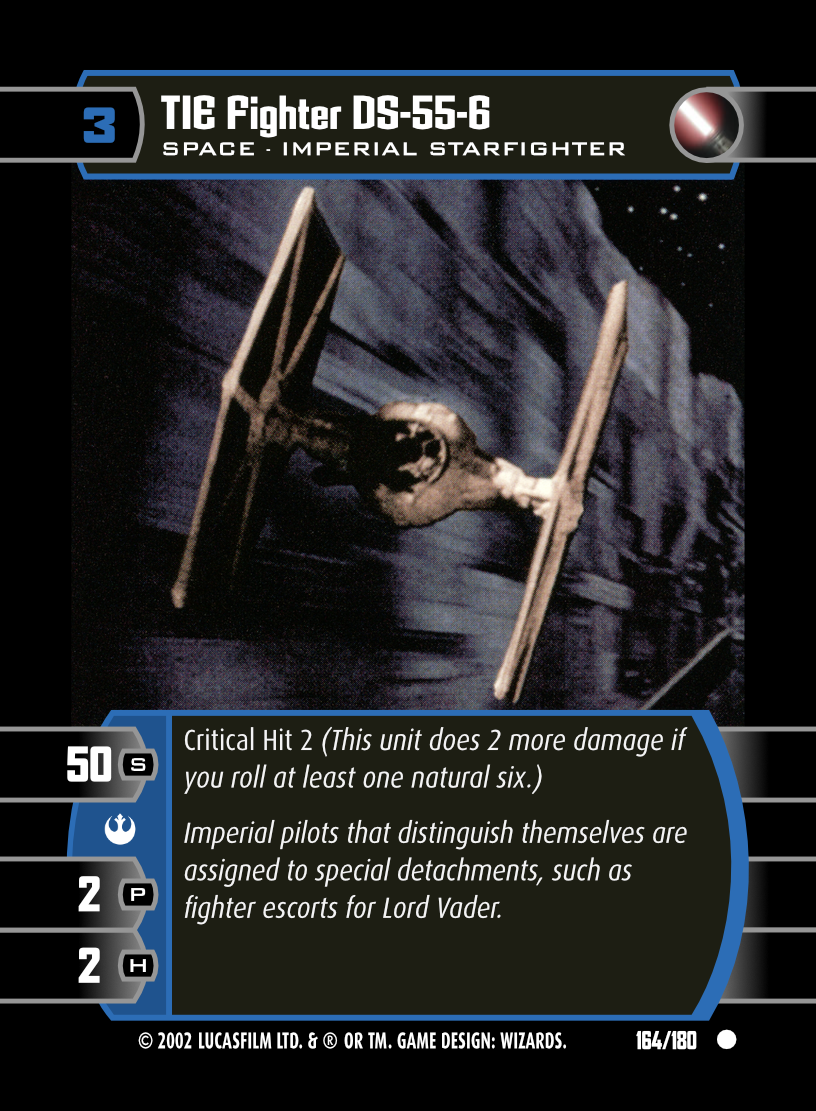 3
TIE Fighter DS-55-6
SPACE - IMPERIAL STARFIGHTER
50 S
2 P
2 H
Critical Hit 2 (This unit does 2 more damage if
you roll at least one natural six.)
Imperial pilots that distinguish themselves are
assigned to special detachments, such as
fighter escorts for Lord Vader.
© 2002 LUCASFILM LTD. & ® OR TM. GAME DESIGN: WIZARDS.
164/180